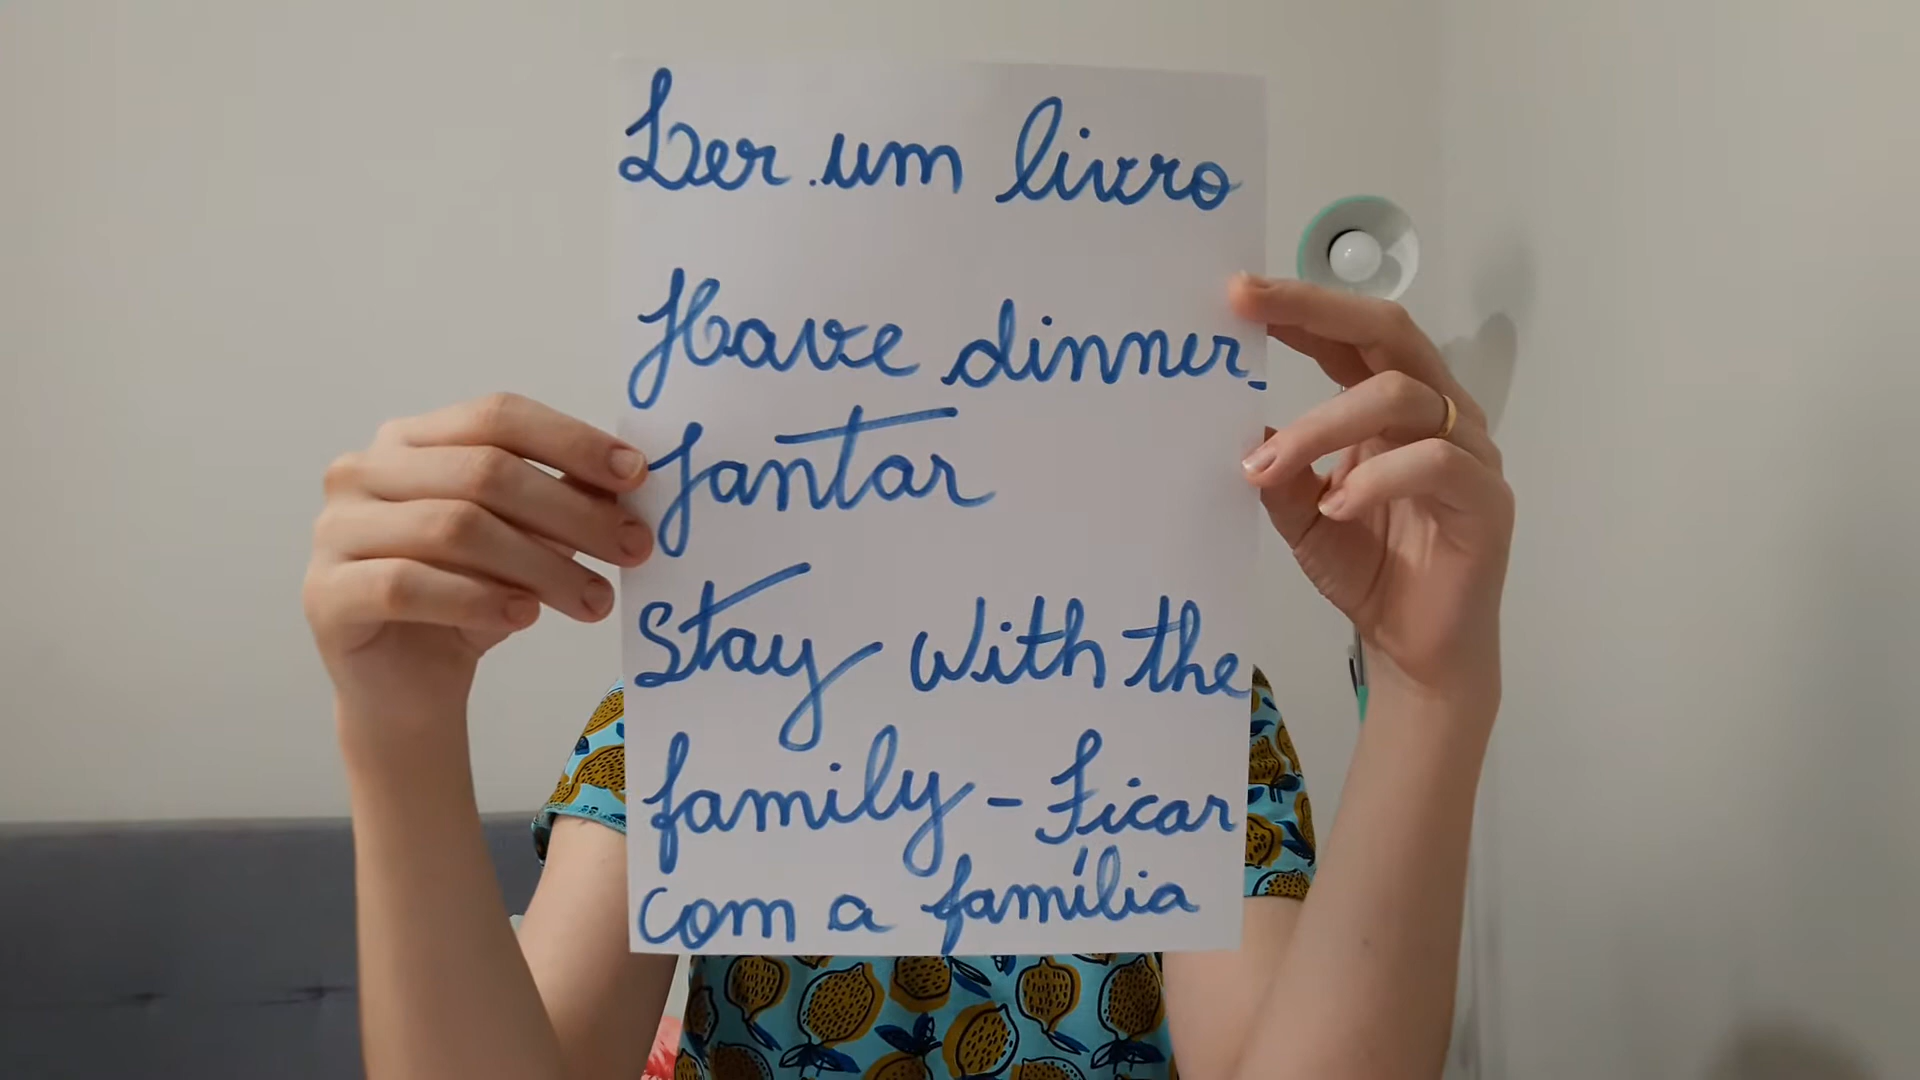 Ler um livro
Have dinner-
Jantar
Stay with the
family - Ficar
com a família